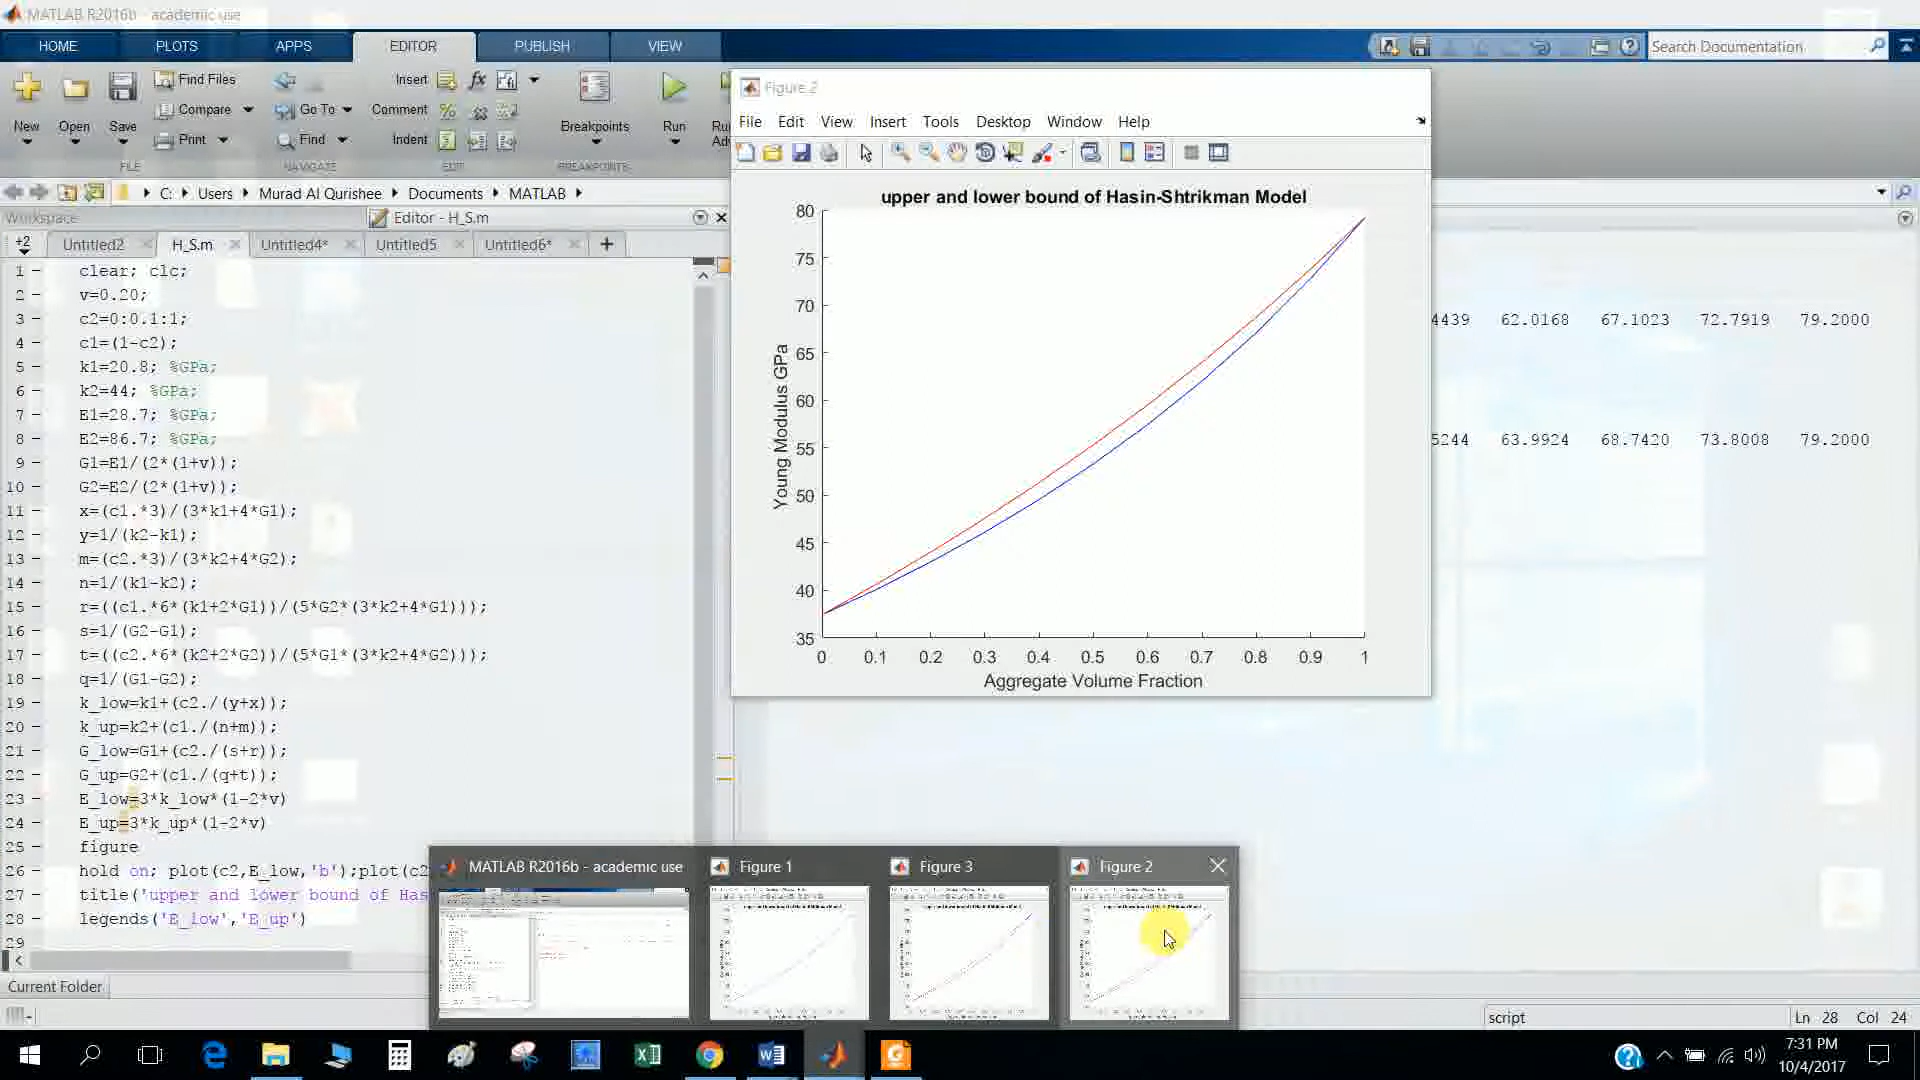 MATLAB R2016b - academic use
HOME PLOTS APPS EDITOR PUBLISH VIEW
Search Documentation
New Open Save
Find Files
Compare
Print
Go To
Find
Insert
Comment
Indent
Breakpoints
Run
FILE NAVIGATE EDIT BREAKPOINTS
C: Users Murad Al Qurishee Documents MATLAB
Workspace
Editor - H_S.m
+2 Untitled2 H_S.m Untitled4* Untitled5 Untitled6*
1 clear; clc;
2 v=0.20;
3 c2=0:0.1:1;
4 c1=(1-c2);
5 k1=20.8; %GPa;
6 k2=44; %GPa;
7 E1=28.7; %GPa;
8 E2=86.7; %GPa;
9 G1=E1/(2*(1+v));
10 G2=E2/(2*(1+v));
11 x=(c1.*3)/(3*k1+4*G1);
12 y=1/(k2-k1);
13 m=(c2.*3)/(3*k2+4*G2);
14 n=1/(k1-k2);
15 r=((c1.*6*(k1+2*G1))/(5*G2*(3*k2+4*G1)));
16 s=1/(G2-G1);
17 t=((c2.*6*(k2+2*G2))/(5*G1*(3*k2+4*G2)));
18 q=1/(G1-G2);
19 k_low=k1+(c2./(y+x));
20 k_up=k2+(c1./(n+m));
21 G_low=G1+(c2./(s+r));
22 G_up=G2+(c1./(q+t));
23 E_low=3*k_low*(1-2*v)
24 E_up=3*k_up*(1-2*v)
25 figure
26 hold on; plot(c2,E_low,'b');plot(c2
27 title('upper and lower bound of Has
28 legends('E_low','E_up')
29
Current Folder
Figure 2
File Edit View Insert Tools Desktop Window Help
upper and lower bound of Hasin-Shtrikman Model
80
75
70
65
60
55
50
45
40
35
Young Modulus GPa
0 0.1 0.2 0.3 0.4 0.5 0.6 0.7 0.8 0.9 1
Aggregate Volume Fraction
4439 62.0168 67.1023 72.7919 79.2000
5244 63.9924 68.7420 73.8008 79.2000
MATLAB R2016b - academic use
Figure 1
Figure 3
Figure 2
script
Ln 28 Col 24
7:31 PM
10/4/2017